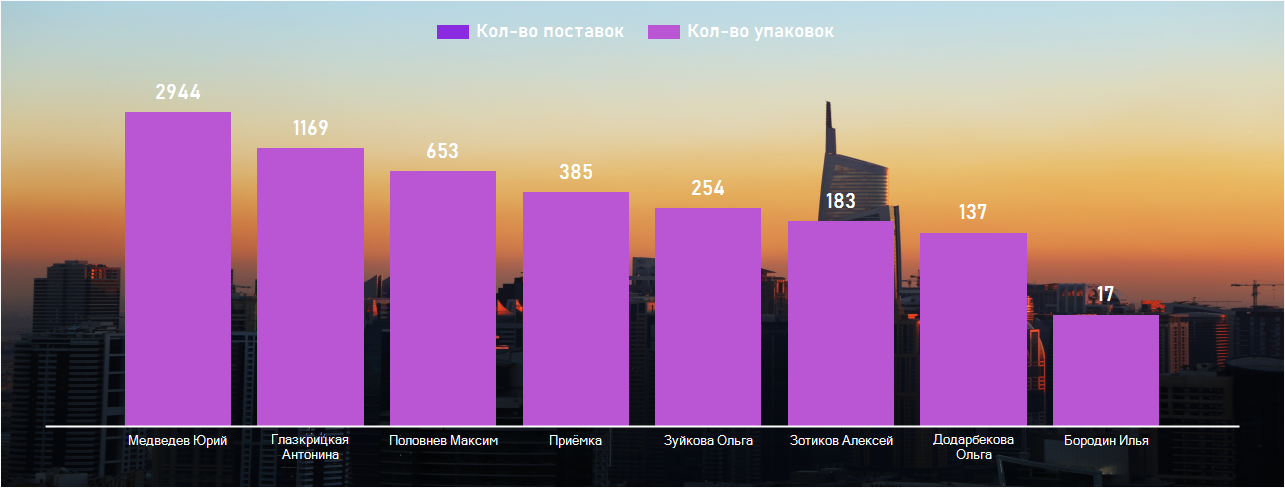 Кол-во поставок Кол-во упаковок
2944
1169
653
385
254
183
137
17
Медведев Юрий
Глазкрицкая
Антонина
Половнев Максим
Приёмка
Зуйкова Ольга
Зотиков Алексей
Додарбекова
Ольга
Бородин Илья